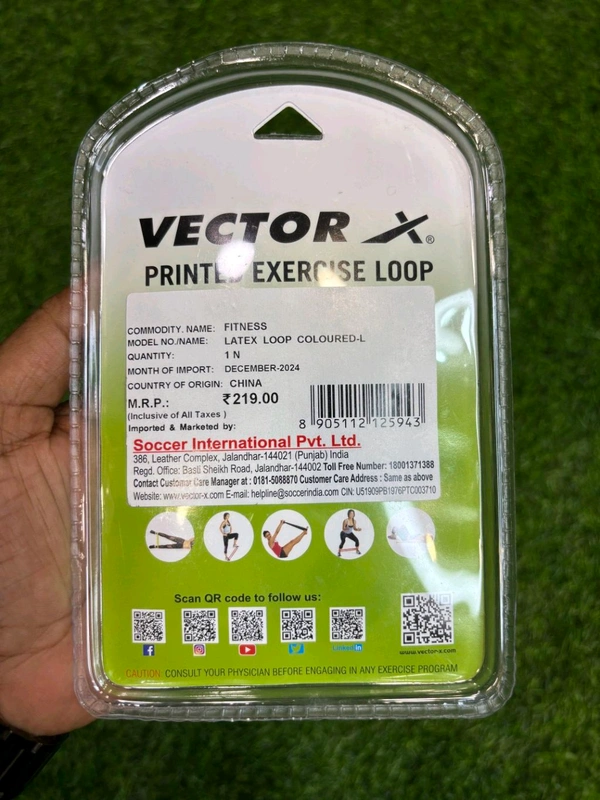 VECTOR X®
PRINTED EXERCISE LOOP
COMMODITY. NAME: FITNESS
MODEL NO./NAME: LATEX LOOP COLOURED-L
QUANTITY: 1 N
MONTH OF IMPORT: DECEMBER-2024
COUNTRY OF ORIGIN: CHINA
M.R.P.: ₹219.00
(Inclusive of All Taxes )
Imported & Marketed by:
8 905112 125943
Soccer International Pvt. Ltd.
386, Leather Complex, Jalandhar-144021 (Punjab) India
Regd. Office: Basti Sheikh Road, Jalandhar-144002 Toll Free Number: 18001371388
Contact Customer Care Manager at : 0181-5088870 Customer Care Address : Same as above
Website: www.vector-x.com E-mail: helpline@soccerindia.com CIN: U51909PB1976PTC003710
Scan QR code to follow us:
LinkedIn
www.vector-x.com
CAUTION: CONSULT YOUR PHYSICIAN BEFORE ENGAGING IN ANY EXERCISE PROGRAM